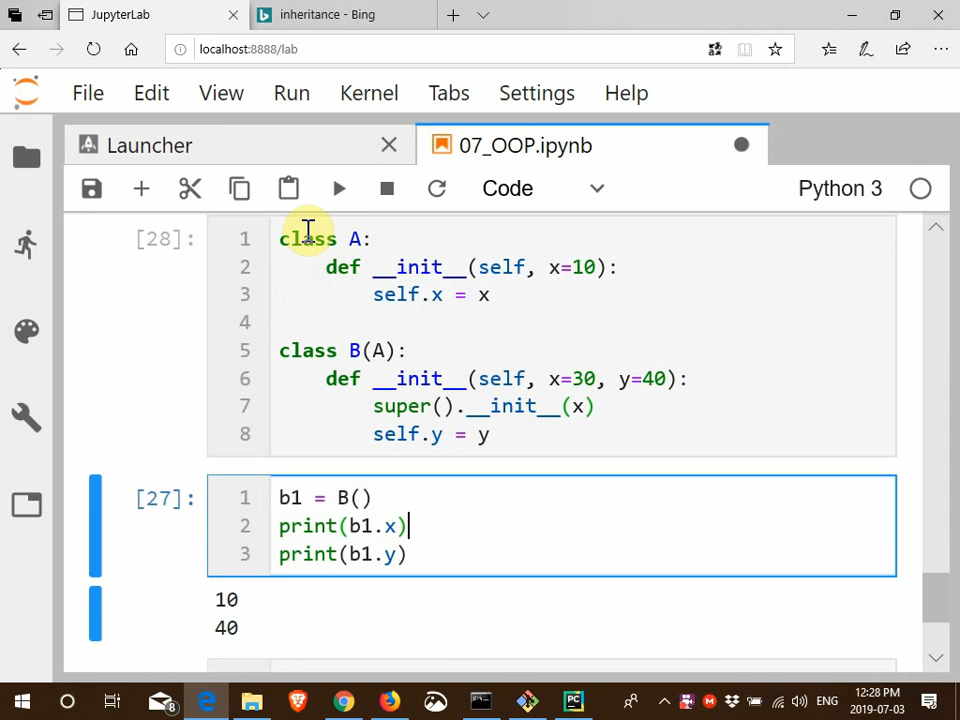 JupyterLab
inheritance - Bing
localhost:8888/lab
File Edit View Run Kernel Tabs Settings Help
Launcher
07_OOP.ipynb
Code
Python 3
[28]:
1 class A:
2     def __init__(self, x=10):
3         self.x = x
4
5 class B(A):
6     def __init__(self, x=30, y=40):
7         super().__init__(x)
8         self.y = y
[27]:
1 b1 = B()
2 print(b1.x)
3 print(b1.y)
10
40
8
PC
ENG
12:28 PM
2019-07-03